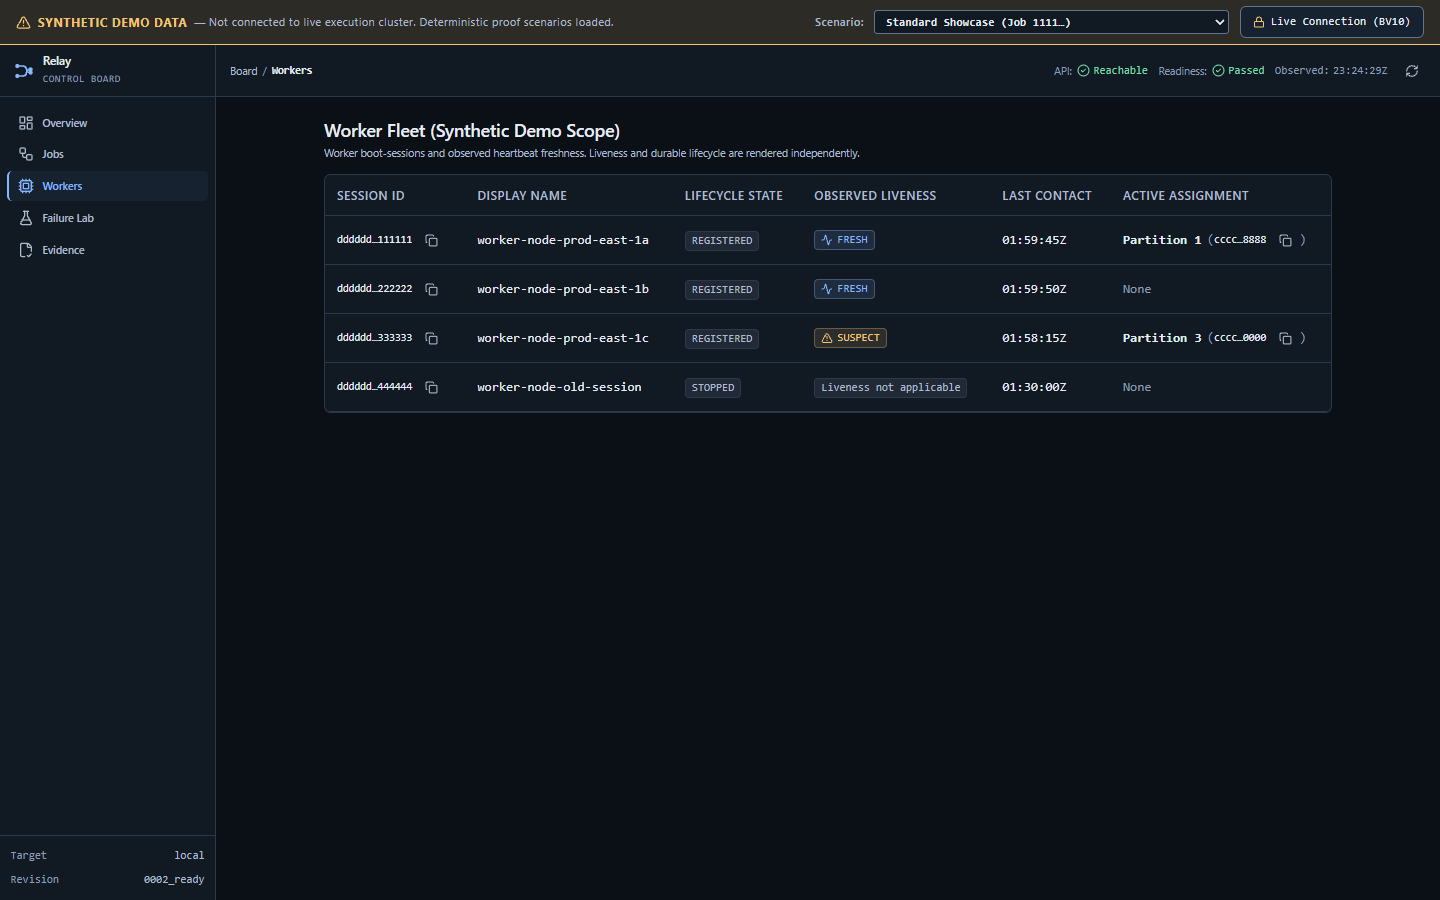 SYNTHETIC DEMO DATA — Not connected to live execution cluster. Deterministic proof scenarios loaded. Scenario: Standard Showcase (Job 1111…) Live Connection (BV10)
Relay
CONTROL BOARD
Board / Workers API: Reachable Readiness: Passed Observed: 23:24:29Z
Overview
Jobs
Workers
Failure Lab
Evidence
Worker Fleet (Synthetic Demo Scope)
Worker boot-sessions and observed heartbeat freshness. Liveness and durable lifecycle are rendered independently.
SESSION ID DISPLAY NAME LIFECYCLE STATE OBSERVED LIVENESS LAST CONTACT ACTIVE ASSIGNMENT
dddddd…111111 worker-node-prod-east-1a REGISTERED FRESH 01:59:45Z Partition 1 (cccc…8888 )
dddddd…222222 worker-node-prod-east-1b REGISTERED FRESH 01:59:50Z None
dddddd…333333 worker-node-prod-east-1c REGISTERED SUSPECT 01:58:15Z Partition 3 (cccc…0000 )
dddddd…444444 worker-node-old-session STOPPED Liveness not applicable 01:30:00Z None
Target local
Revision 0002_ready